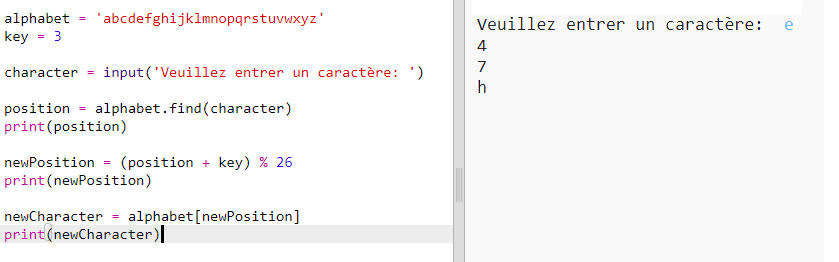 alphabet = 'abcdefghijklmnopqrstuvwxyz'
key = 3
character = input('Veuillez entrer un caractère: ')
position = alphabet.find(character)
print(position)
newPosition = (position + key) % 26
print(newPosition)
newCharacter = alphabet[newPosition]
print(newCharacter)
Veuillez entrer un caractère: e
4
7
h